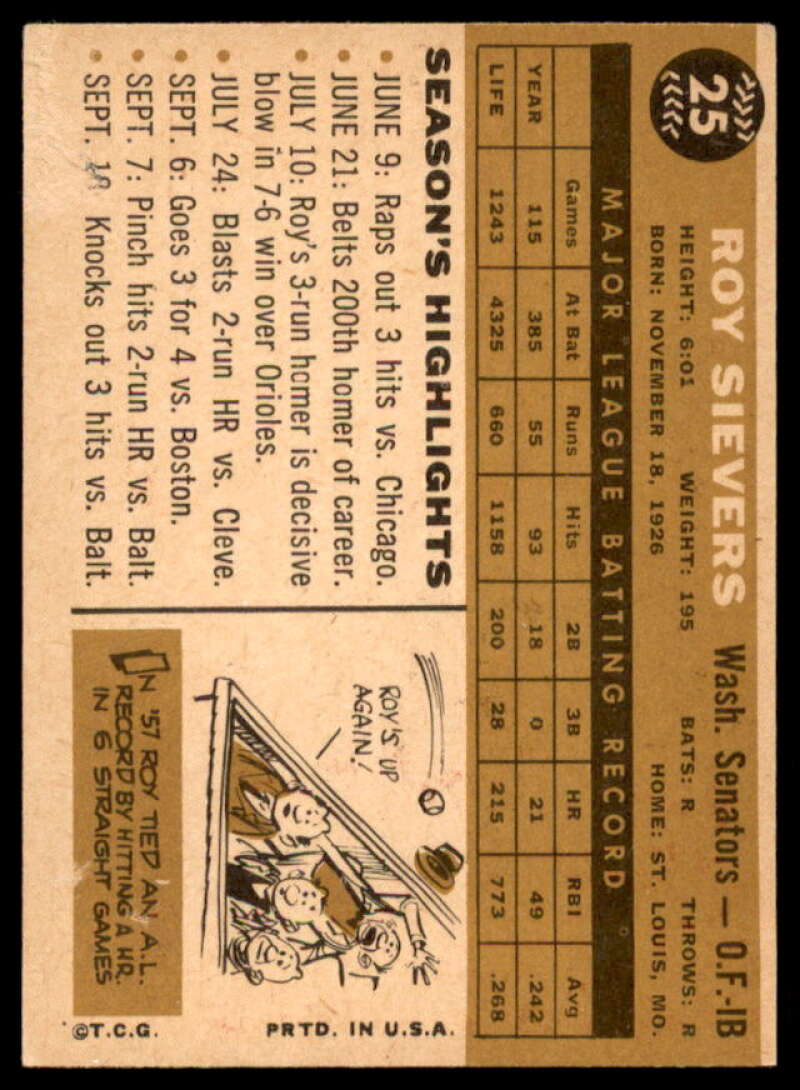 25
ROY SIEVERS Wash. Senators — O.F.-1B
HEIGHT: 6:01 WEIGHT: 195 BATS: R THROWS: R
BORN: NOVEMBER 18, 1926 HOME: ST. LOUIS, MO.
MAJOR LEAGUE BATTING RECORD
Games At Bat Runs Hits 2B 3B HR RBI Avg
YEAR 115 385 55 93 18 0 21 49 .242
LIFE 1243 4325 660 1158 200 28 215 773 .268
SEASON'S HIGHLIGHTS
• JUNE 9: Raps out 3 hits vs. Chicago.
• JUNE 21: Belts 200th homer of career.
• JULY 10: Roy's 3-run homer is decisive
blow in 7-6 win over Orioles.
• JULY 24: Blasts 2-run HR vs. Cleve.
• SEPT. 6: Goes 3 for 4 vs. Boston.
• SEPT. 7: Pinch hits 2-run HR vs. Balt.
• SEPT. Knocks out 3 hits vs. Balt.
ROY'S UP
AGAIN!
IN '57 ROY TIED AN A.L.
RECORD BY HITTING A HR.
IN 6 STRAIGHT GAMES
©T.C.G. PRTD. IN U.S.A.